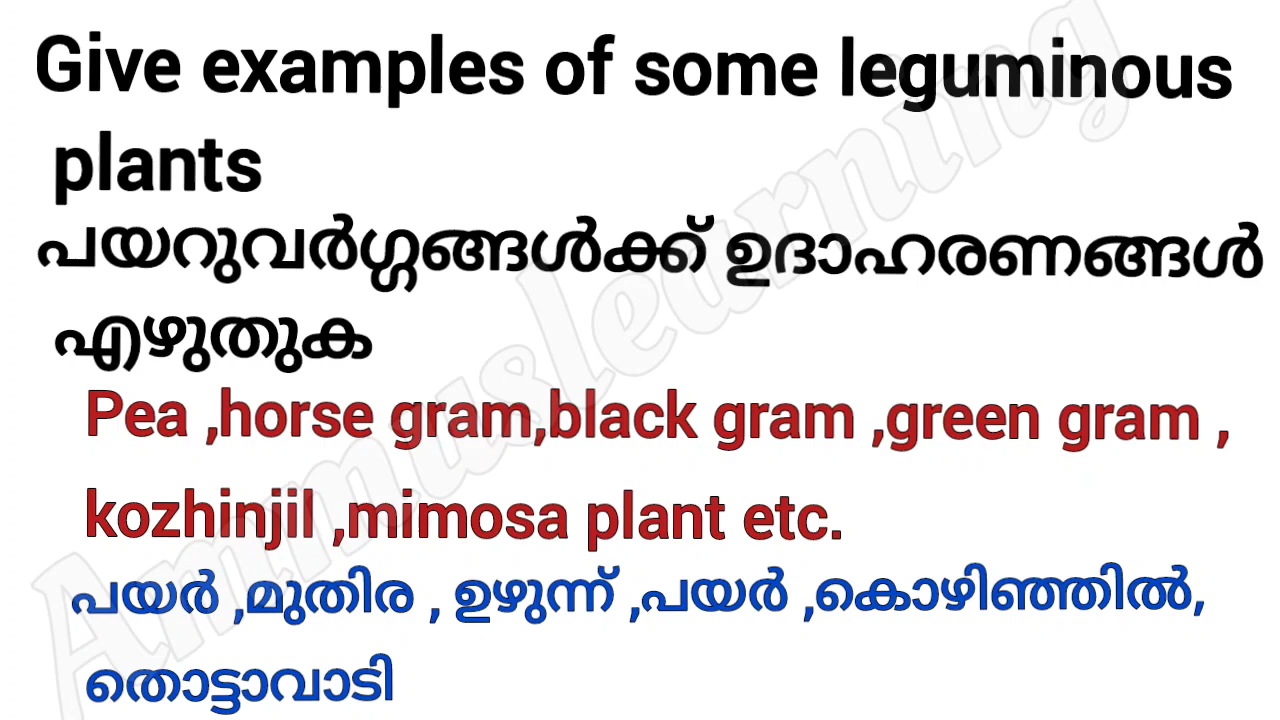 Give examples of some leguminous
plants
പയറുവർഗ്ഗങ്ങൾക്ക് ഉദാഹരണങ്ങൾ
എഴുതുക
Pea ,horse gram,black gram ,green gram ,
kozhinjil ,mimosa plant etc.
പയർ ,മുതിര , ഉഴുന്ന് ,പയർ ,കൊഴിഞ്ഞിൽ,
തൊട്ടാവാടി
Ammuslearning